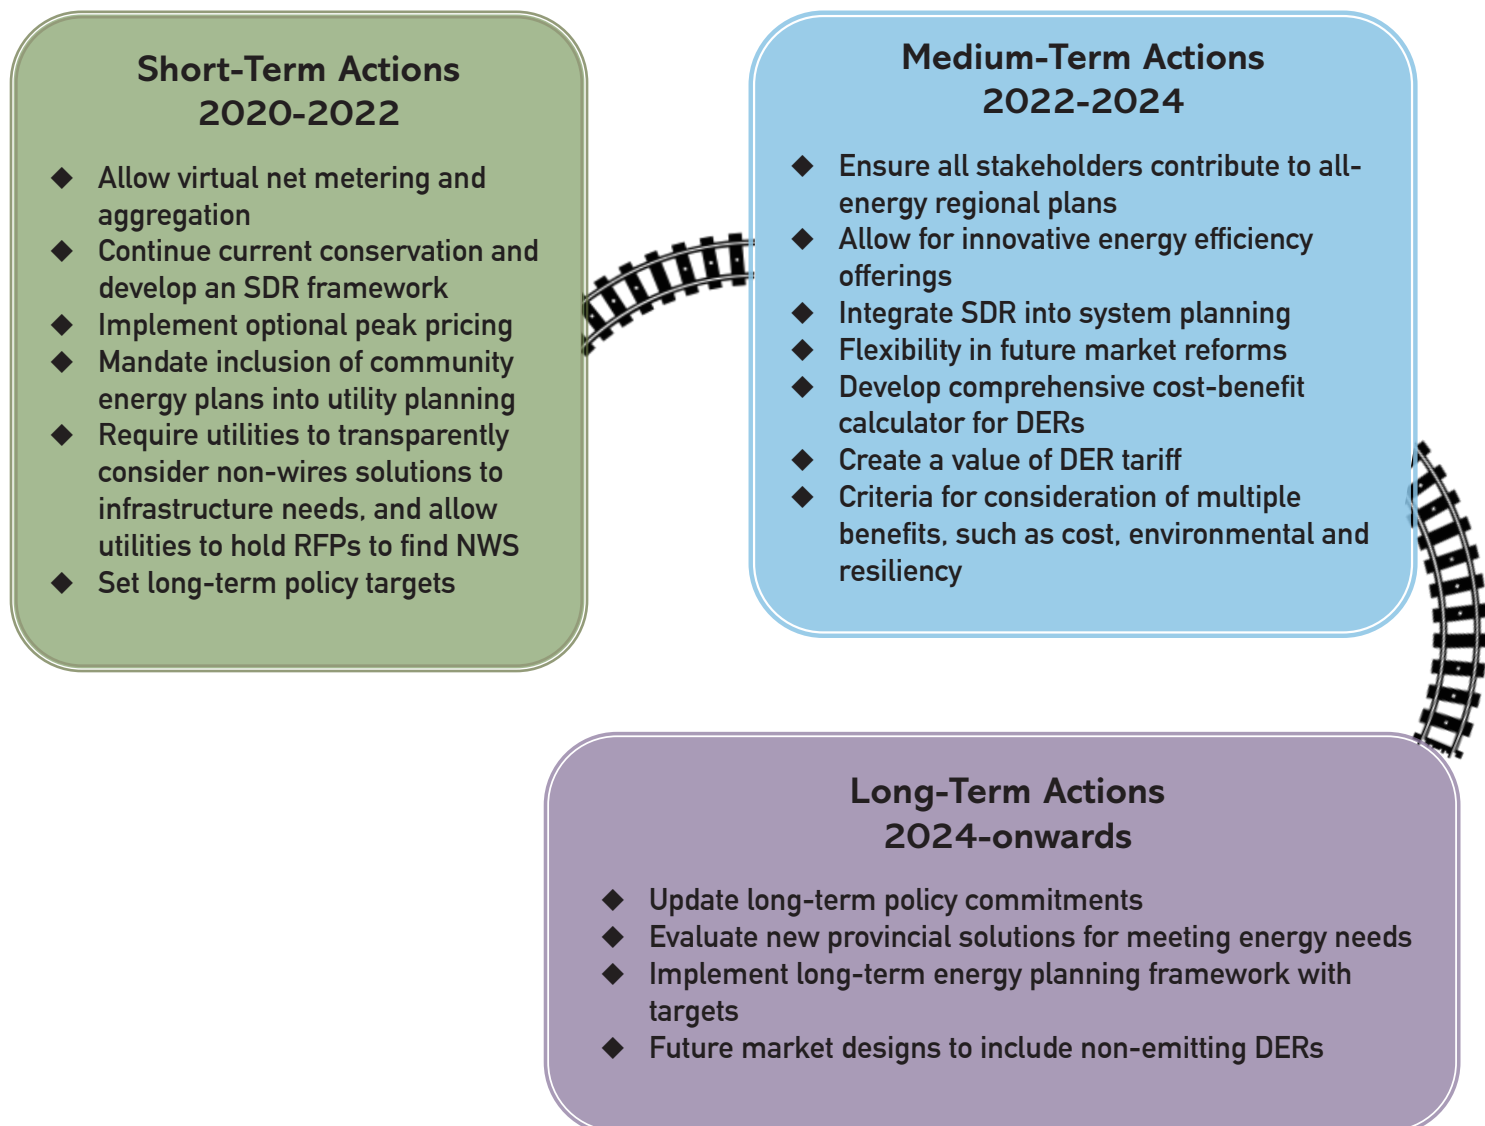 Short-Term Actions
2020-2022
◆ Allow virtual net metering and
aggregation
◆ Continue current conservation and
develop an SDR framework
◆ Implement optional peak pricing
◆ Mandate inclusion of community
energy plans into utility planning
◆ Require utilities to transparently
consider non-wires solutions to
infrastructure needs, and allow
utilities to hold RFPs to find NWS
◆ Set long-term policy targets
Medium-Term Actions
2022-2024
◆ Ensure all stakeholders contribute to all-
energy regional plans
◆ Allow for innovative energy efficiency
offerings
◆ Integrate SDR into system planning
◆ Flexibility in future market reforms
◆ Develop comprehensive cost-benefit
calculator for DERs
◆ Create a value of DER tariff
◆ Criteria for consideration of multiple
benefits, such as cost, environmental and
resiliency
Long-Term Actions
2024-onwards
◆ Update long-term policy commitments
◆ Evaluate new provincial solutions for meeting energy needs
◆ Implement long-term energy planning framework with
targets
◆ Future market designs to include non-emitting DERs